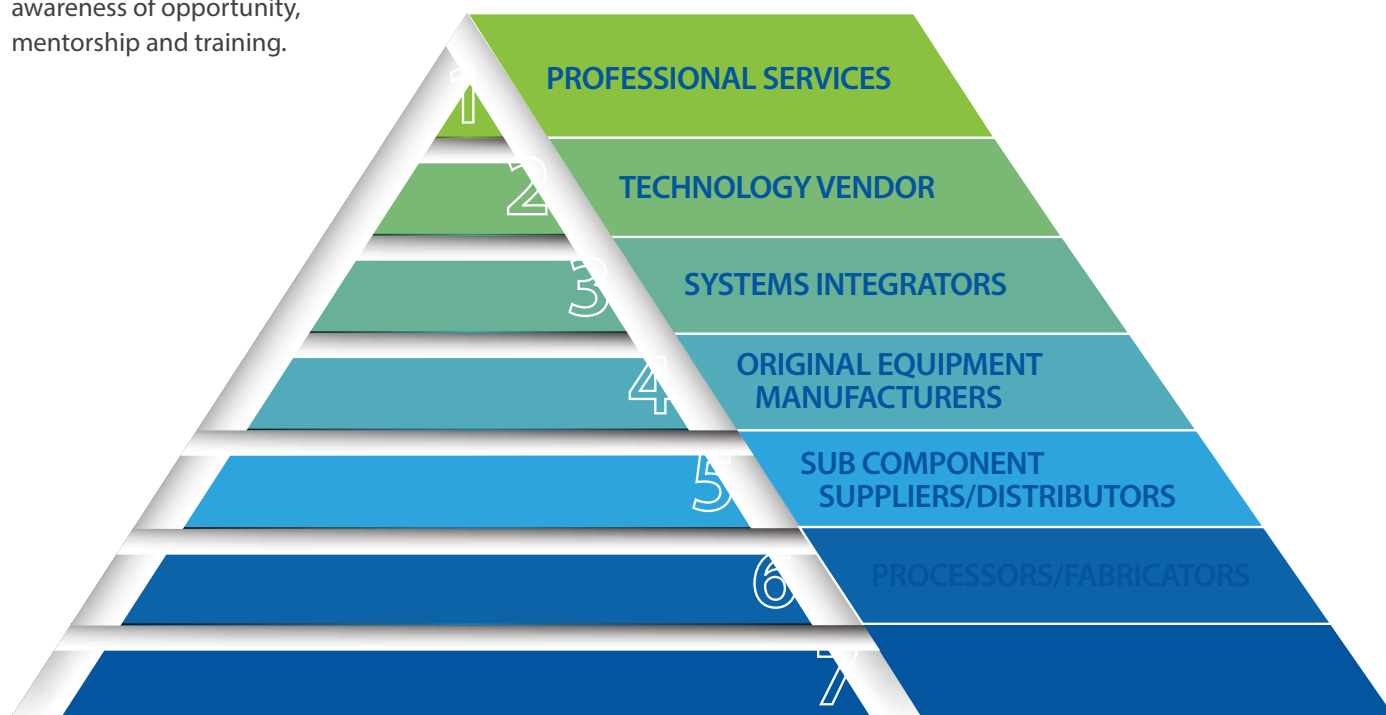 awareness of opportunity,
mentorship and training.
1
PROFESSIONAL SERVICES
2
TECHNOLOGY VENDOR
3
SYSTEMS INTEGRATORS
4
ORIGINAL EQUIPMENT
MANUFACTURERS
5
SUB COMPONENT
SUPPLIERS/DISTRIBUTORS
6
PROCESSORS/FABRICATORS
7